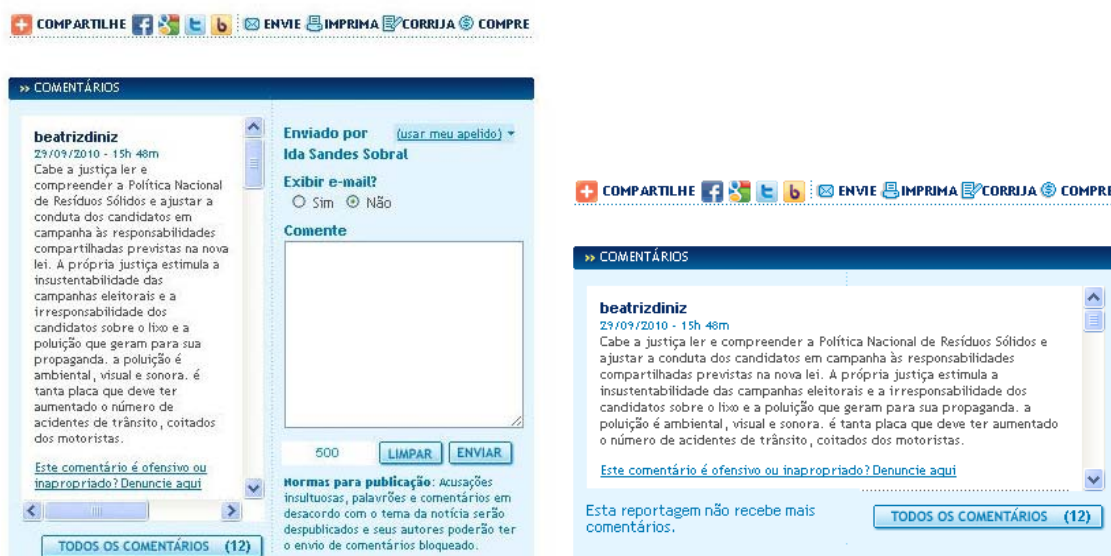 COMPARTILHE ENVIE IMPRIMA CORRIJA COMPRE
» COMENTÁRIOS
beatrizdiniz
29/09/2010 - 15h 48m
Cabe a justiça ler e
compreender a Política Nacional
de Resíduos Sólidos e ajustar a
conduta dos candidatos em
campanha às responsabilidades
compartilhadas previstas na nova
lei. A própria justiça estimula a
insustentabilidade das
campanhas eleitorais e a
irresponsabilidade dos
candidatos sobre o lixo e a
poluição que geram para sua
propaganda. a poluição é
ambiental, visual e sonora. é
tanta placa que deve ter
aumentado o número de
acidentes de trânsito, coitados
dos motoristas.
Este comentário é ofensivo ou
inapropriado? Denuncie aqui
TODOS OS COMENTÁRIOS (12)
Enviado por (usar meu apelido)
Ida Sandes Sobral
Exibir e-mail?
Sim Não
Comente
500 LIMPAR ENVIAR
Normas para publicação: Acusações
insultuosas, palavrões e comentários em
desacordo com o tema da notícia serão
despublicados e seus autores poderão ter
o envio de comentários bloqueado.
COMPARTILHE ENVIE IMPRIMA CORRIJA COMPRE
» COMENTÁRIOS
beatrizdiniz
29/09/2010 - 15h 48m
Cabe a justiça ler e compreender a Política Nacional de Resíduos Sólidos e
ajustar a conduta dos candidatos em campanha às responsabilidades
compartilhadas previstas na nova lei. A própria justiça estimula a
insustentabilidade das campanhas eleitorais e a irresponsabilidade dos
candidatos sobre o lixo e a poluição que geram para sua propaganda. a
poluição é ambiental, visual e sonora. é tanta placa que deve ter aumentado
o número de acidentes de trânsito, coitados dos motoristas.
Este comentário é ofensivo ou inapropriado? Denuncie aqui
Esta reportagem não recebe mais
comentários.
TODOS OS COMENTÁRIOS (12)